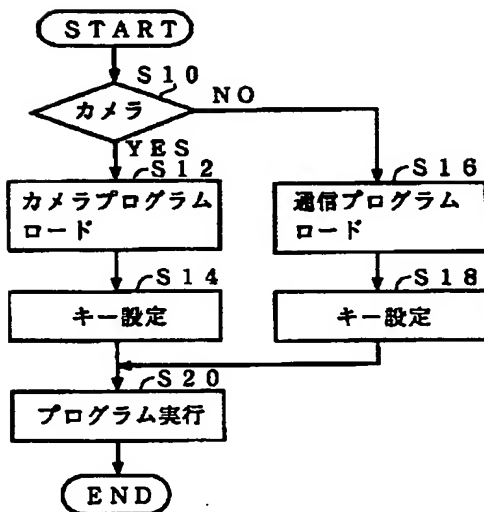 START
S10
カメラ
NO
YES
S12
カメラプログラム
ロード
S16
通信プログラム
ロード
S14
キー設定
S18
キー設定
S20
プログラム実行
END